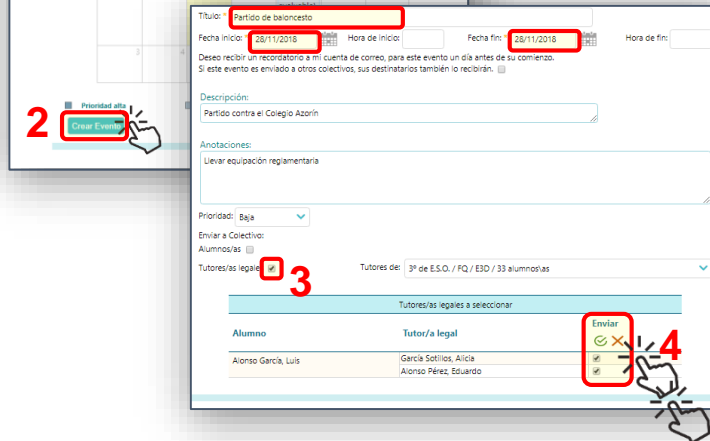 3
4
Prioridad alta
2
Crear Evento
Título: * Partido de baloncesto
Fecha inicio: * 28/11/2018 Hora de inicio: Fecha fin: * 28/11/2018 Hora de fin:
Deseo recibir un recordatorio a mi cuenta de correo, para este evento un día antes de su comienzo.
Si este evento es enviado a otros colectivos, sus destinatarios también lo recibirán.
Descripción:
Partido contra el Colegio Azorín
Anotaciones:
Llevar equipación reglamentaria
Prioridad: Baja
Enviar a Colectivo:
Alumnos/as
Tutores/as legales 3 Tutores de: 3º de E.S.O. / FQ / E3D / 33 alumnos\as
Tutores/as legales a seleccionar
Alumno Tutor/a legal Enviar
4
Alonso García, Luis García Sotillos, Alicia
Alonso Pérez, Eduardo